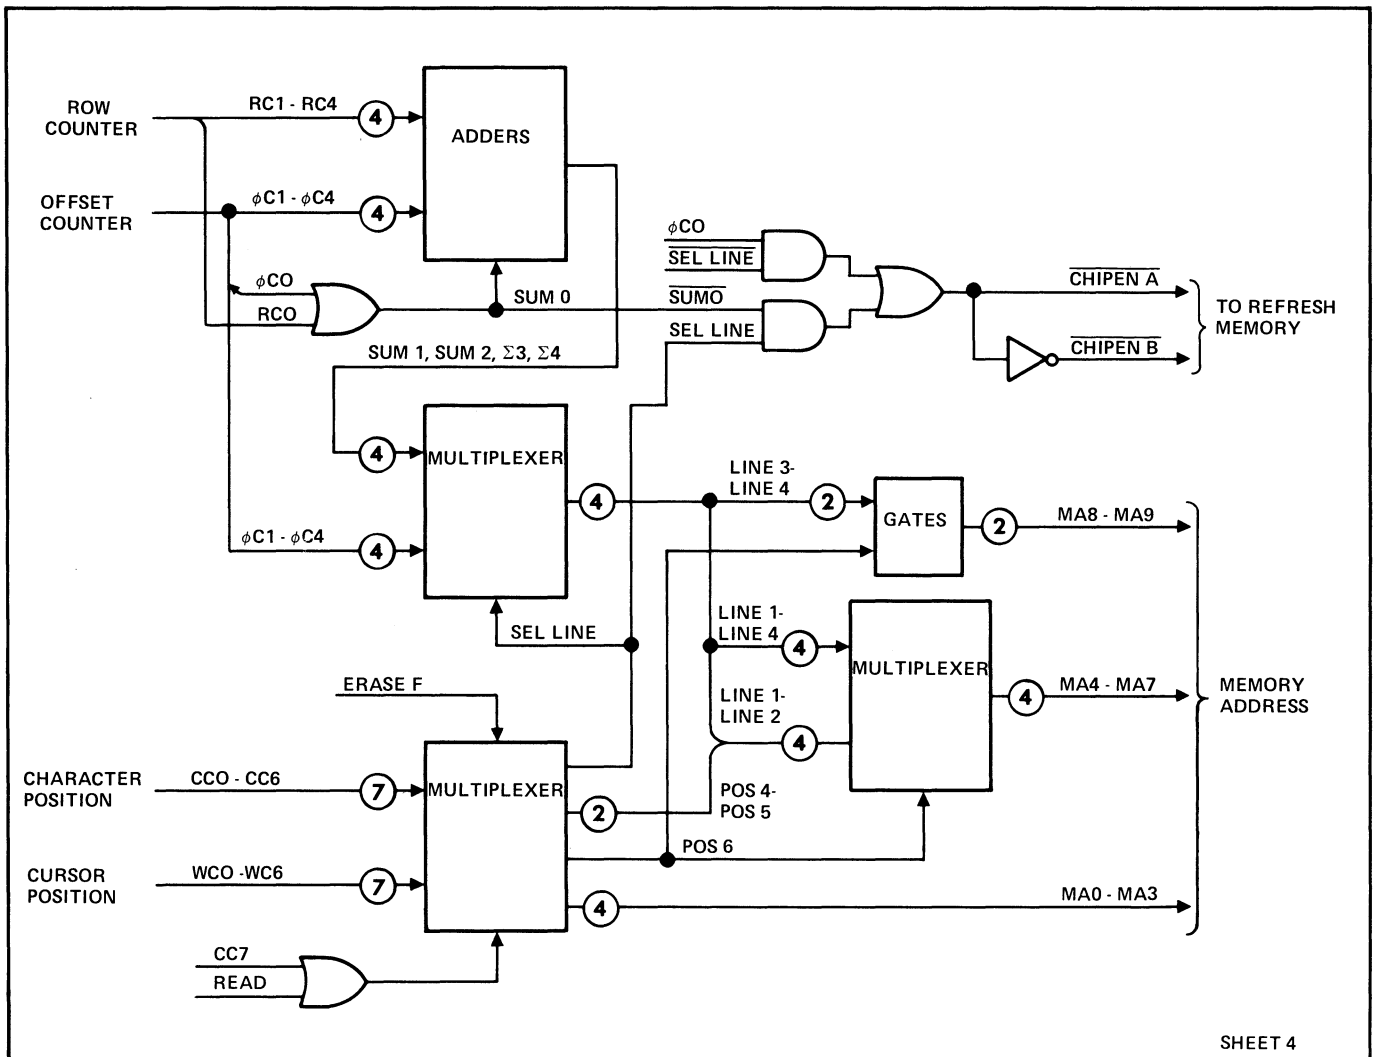 ROW
COUNTER
RC1 - RC4
4
ADDERS
OFFSET
COUNTER
ϕC1 - ϕC4
4
ϕCO
RCO
SUM 0
ϕCO
SEL LINE
SUMO
SEL LINE
CHIPEN A
CHIPEN B
TO REFRESH
MEMORY
SUM 1, SUM 2, Σ3, Σ4
4
MULTIPLEXER
4
ϕC1 - ϕC4
4
SEL LINE
LINE 3-
LINE 4
2
GATES
2
MA8 - MA9
LINE 1-
LINE 4
4
MULTIPLEXER
4
MA4 - MA7
LINE 1-
LINE 2
4
POS 4-
POS 5
MEMORY
ADDRESS
ERASE F
CHARACTER
POSITION
CCO - CC6
7
MULTIPLEXER
2
POS 6
CURSOR
POSITION
WCO -WC6
7
4
MA0 - MA3
CC7
READ
SHEET 4